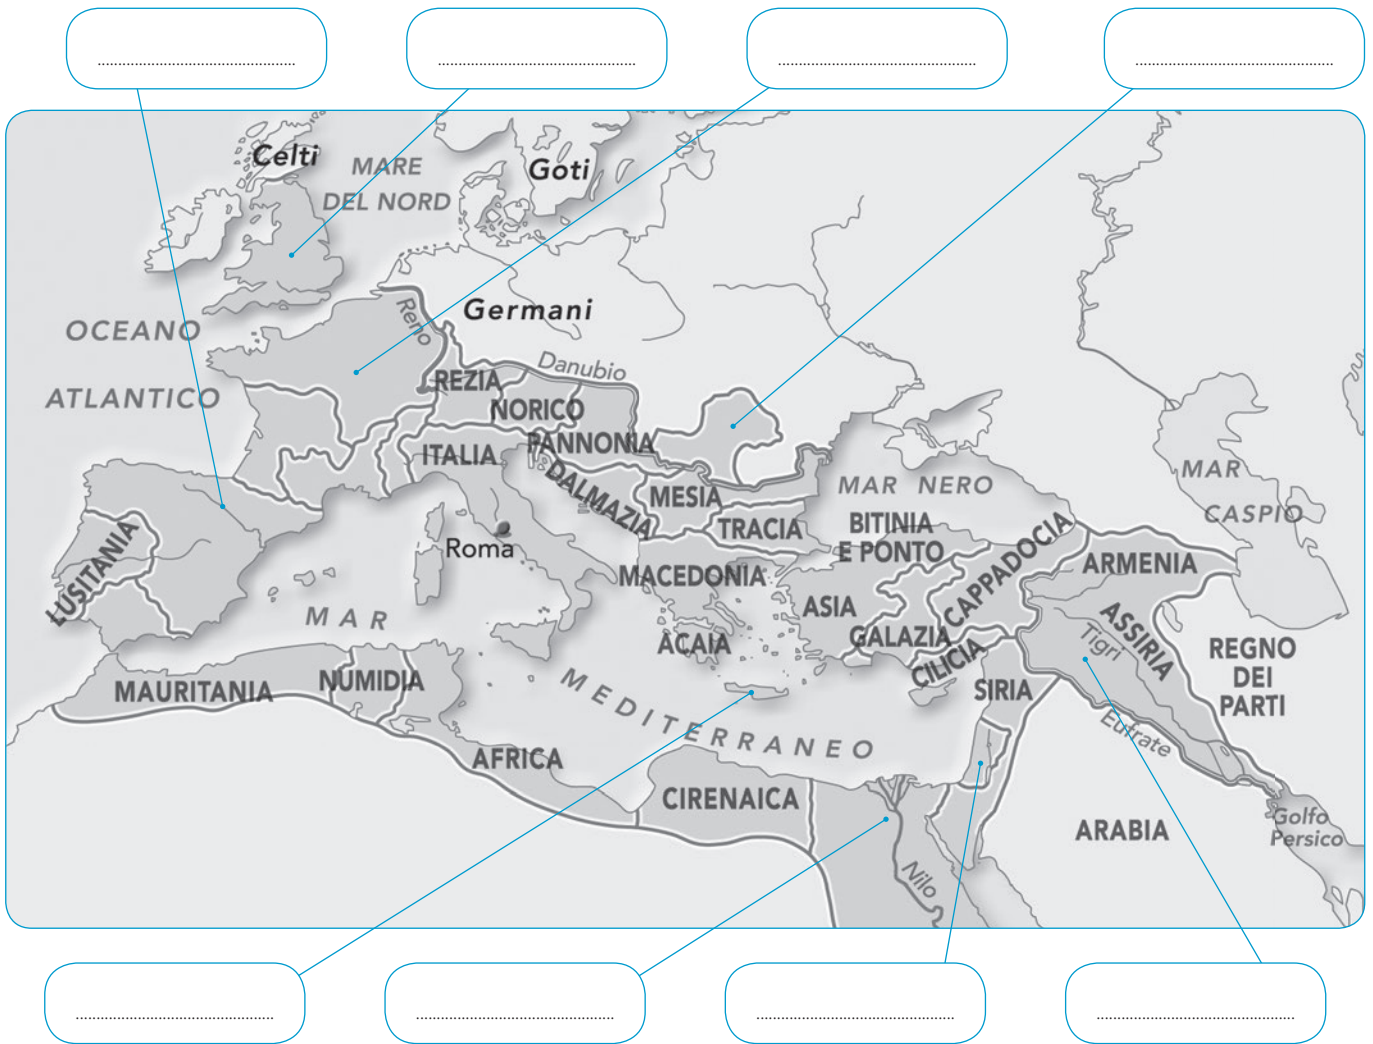 Celti
MARE
DEL NORD
Goti
OCEANO
ATLANTICO
Reno
Germani
Danubio
REZIA
NORICO
PANNONIA
ITALIA
DALMAZIA
MESIA
TRACIA
MAR NERO
MAR
CASPIO
BITINIA
E PONTO
CAPPADOCIA
ARMENIA
LUSITANIA
Roma
MACEDONIA
ASIA
GALAZIA
ACAIA
CILICIA
ASSIRIA
Tigri
REGNO
DEI
PARTI
SIRIA
Eufrate
MAR
MEDITERRANEO
MAURITANIA
NUMIDIA
AFRICA
CIRENAICA
Nilo
ARABIA
Golfo
Persico